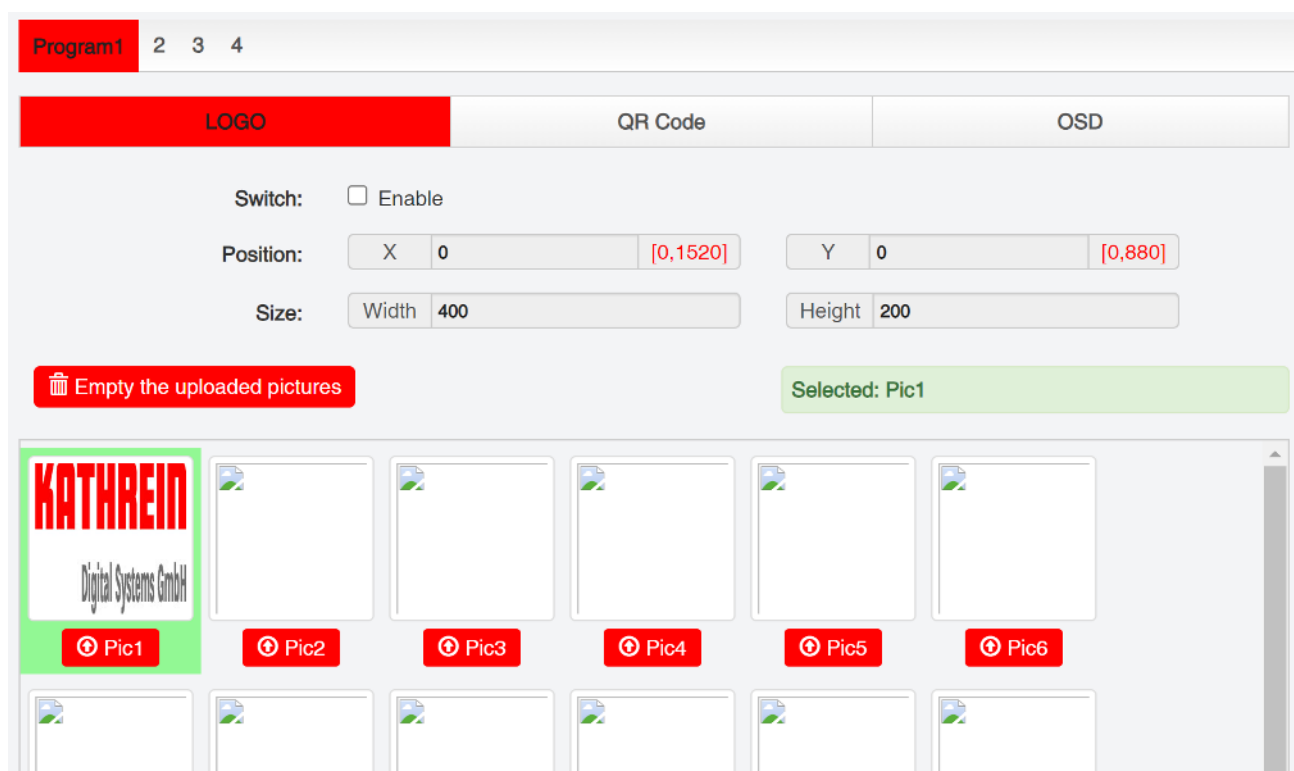 Program1 2 3 4
LOGO QR Code OSD
Switch: Enable
Position: X 0 [0,1520] Y 0 [0,880]
Size: Width 400 Height 200
Empty the uploaded pictures Selected: Pic1
KATHREIN
Digital Systems GmbH
Pic1 Pic2 Pic3 Pic4 Pic5 Pic6